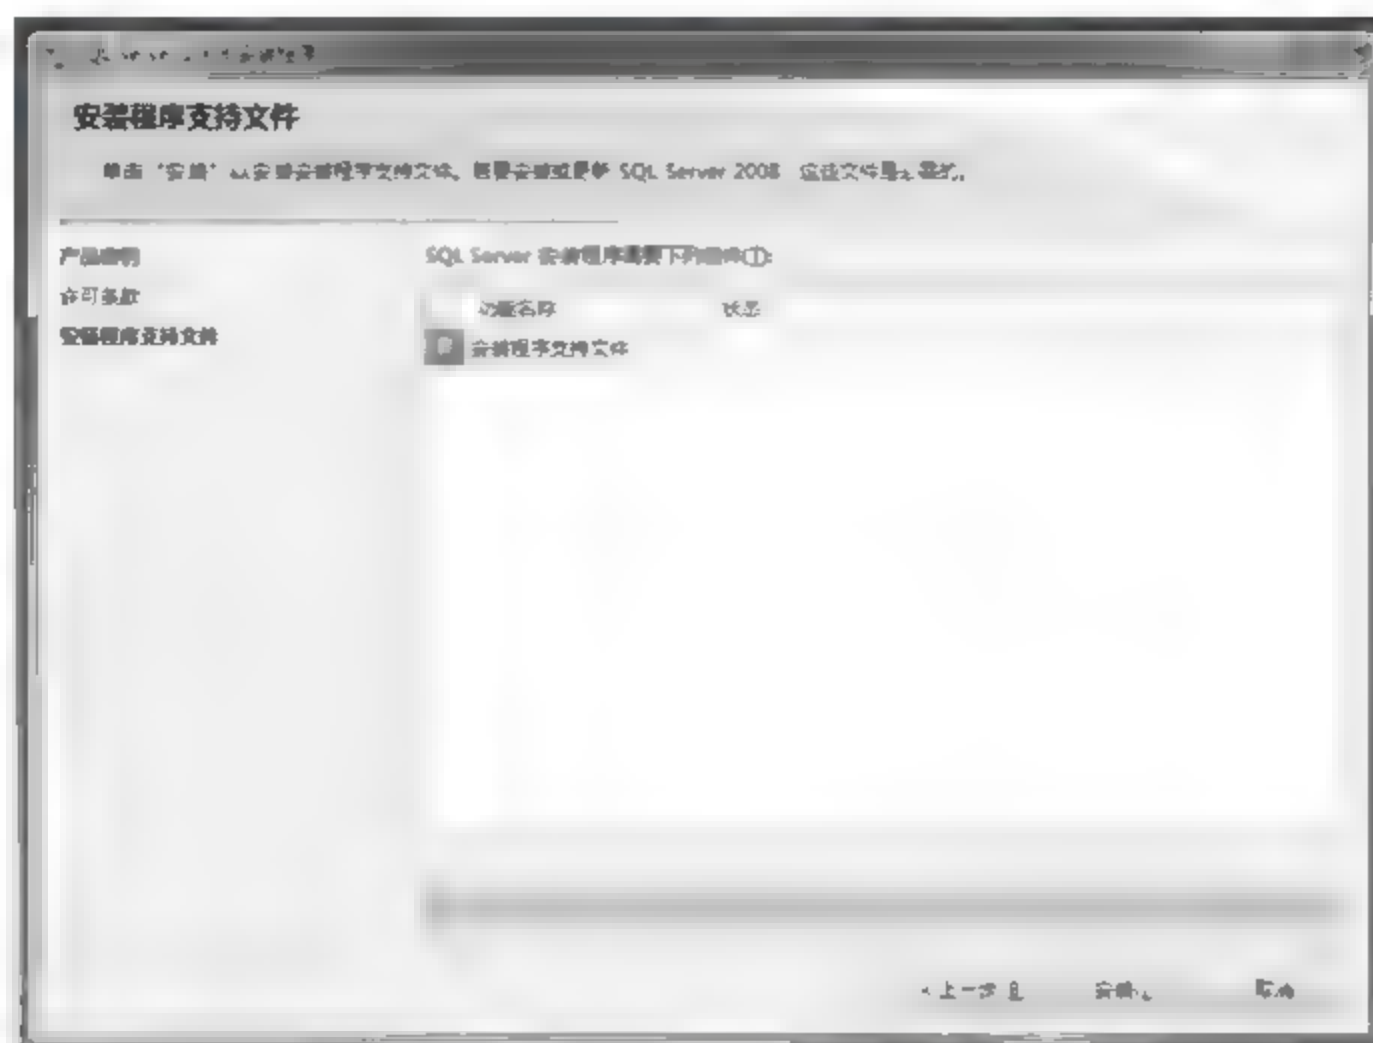 安装程序支持文件
单击“安装”以安装安装程序支持文件。若要安装或更新 SQL Server 2008 这些文件是必需的。
产品密钥
许可条款
安装程序支持文件
SQL Server 安装程序需要下列组件(T):
功能名称 状态
安装程序支持文件
<上一步 安装 取消